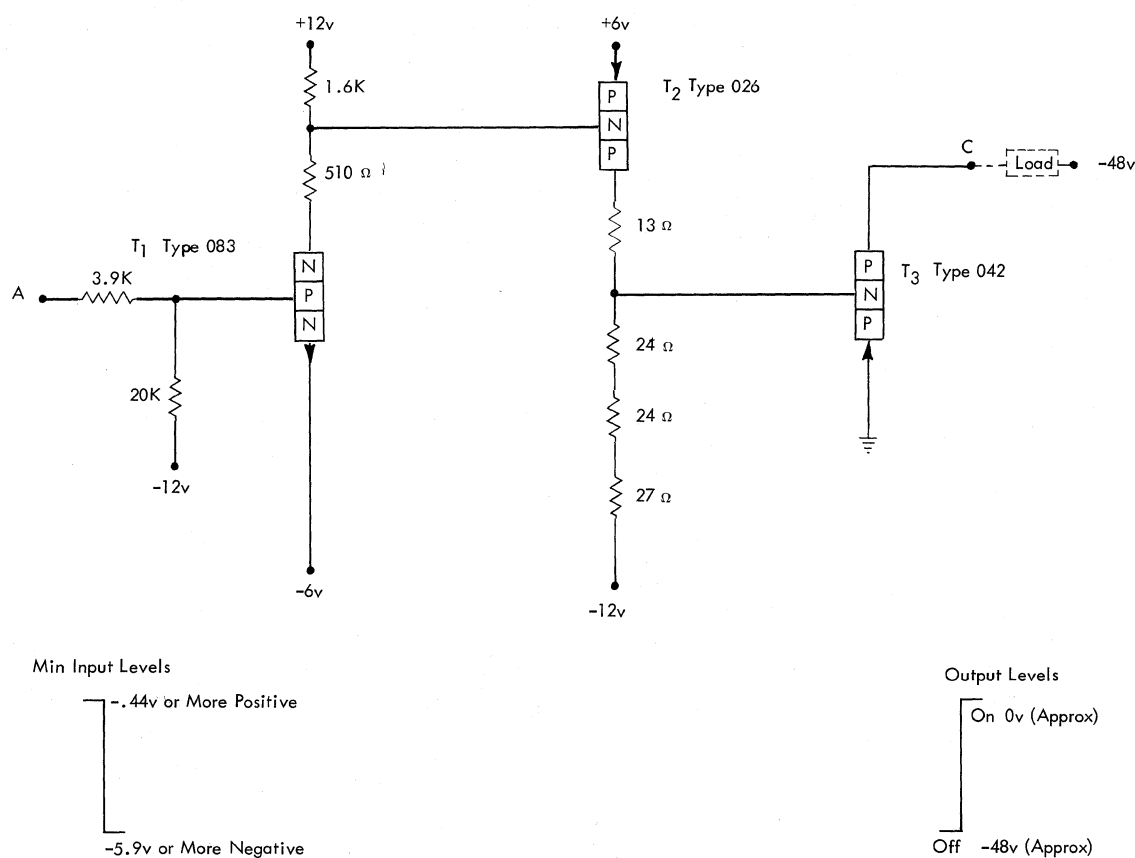 +12v
+6v
1.6K
P
N
P
T2 Type 026
510 Ω
C
Load
-48v
T1 Type 083
13 Ω
A
3.9K
N
P
N
P
N
P
T3 Type 042
20K
24 Ω
24 Ω
-12v
27 Ω
-6v
-12v
Min Input Levels
-.44v or More Positive
-5.9v or More Negative
Output Levels
On 0v (Approx)
Off -48v (Approx)